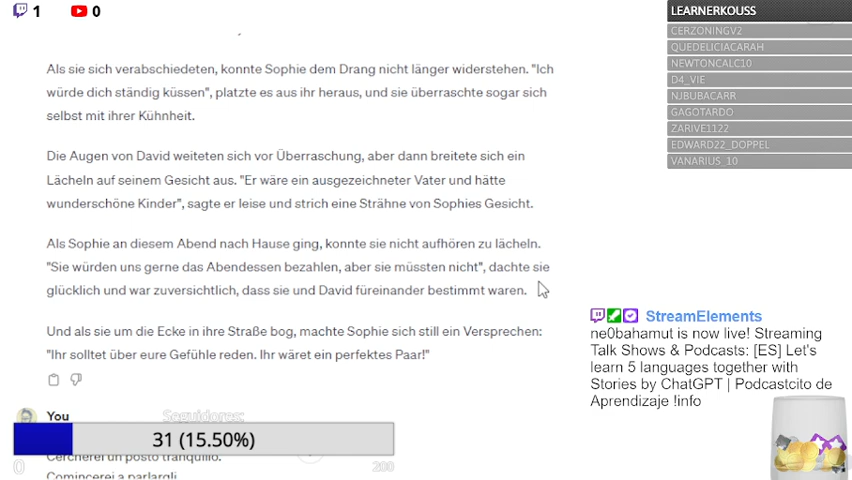 1
0
LEARNERKOUSS
CERZONINGV2
QUEDELICIACARAH
NEWTONCALC10
D4_VIE
NJBUBACARR
GAGOTARDO
ZARIVE1122
EDWARD22_DOPPEL
VANARIUS_10
Als sie sich verabschiedeten, konnte Sophie dem Drang nicht länger widerstehen. "Ich
würde dich ständig küssen", platzte es aus ihr heraus, und sie überraschte sogar sich
selbst mit ihrer Kühnheit.
Die Augen von David weiteten sich vor Überraschung, aber dann breitete sich ein
Lächeln auf seinem Gesicht aus. "Er wäre ein ausgezeichneter Vater und hätte
wunderschöne Kinder", sagte er leise und strich eine Strähne von Sophies Gesicht.
Als Sophie an diesem Abend nach Hause ging, konnte sie nicht aufhören zu lächeln.
"Sie würden uns gerne das Abendessen bezahlen, aber sie müssten nicht", dachte sie
glücklich und war zuversichtlich, dass sie und David füreinander bestimmt waren.
Und als sie um die Ecke in ihre Straße bog, machte Sophie sich still ein Versprechen:
"Ihr solltet über eure Gefühle reden. Ihr wäret ein perfektes Paar!"
You
Seguidores:
31 (15.50%)
0
200
Cercherei un posto tranquillo.
Comincerei a parlargli
StreamElements
ne0bahamut is now live! Streaming
Talk Shows & Podcasts: [ES] Let's
learn 5 languages together with
Stories by ChatGPT | Podcastcito de
Aprendizaje !info